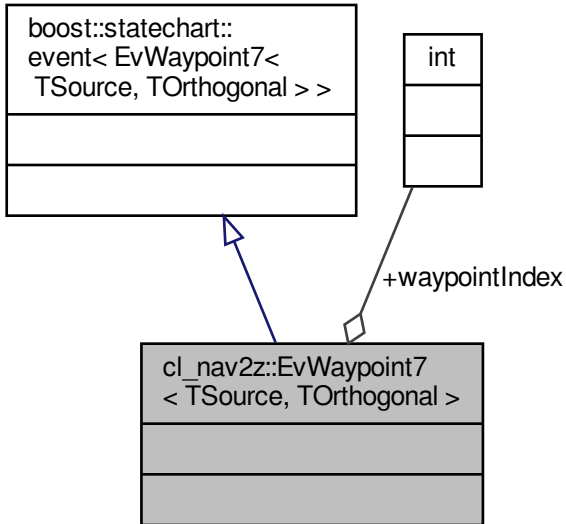 boost::statechart::
event< EvWaypoint7<
TSource, TOrthogonal > >
int
+waypointIndex
cl_nav2z::EvWaypoint7
< TSource, TOrthogonal >